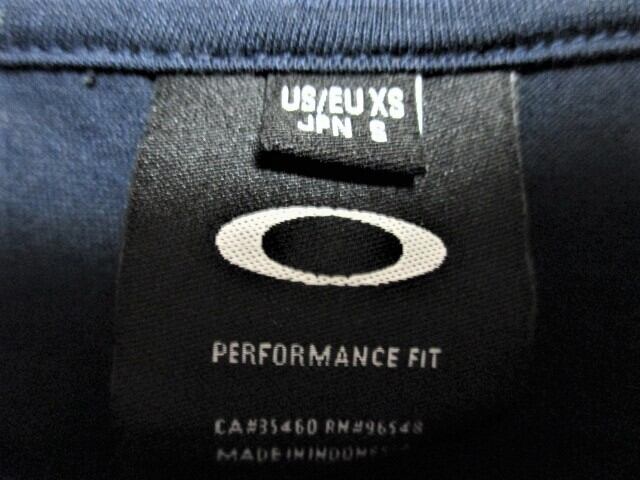 US/EU XS
JPN S
PERFORMANCE FIT
CA#35460 RN#96548
MADE IN INDONESIA